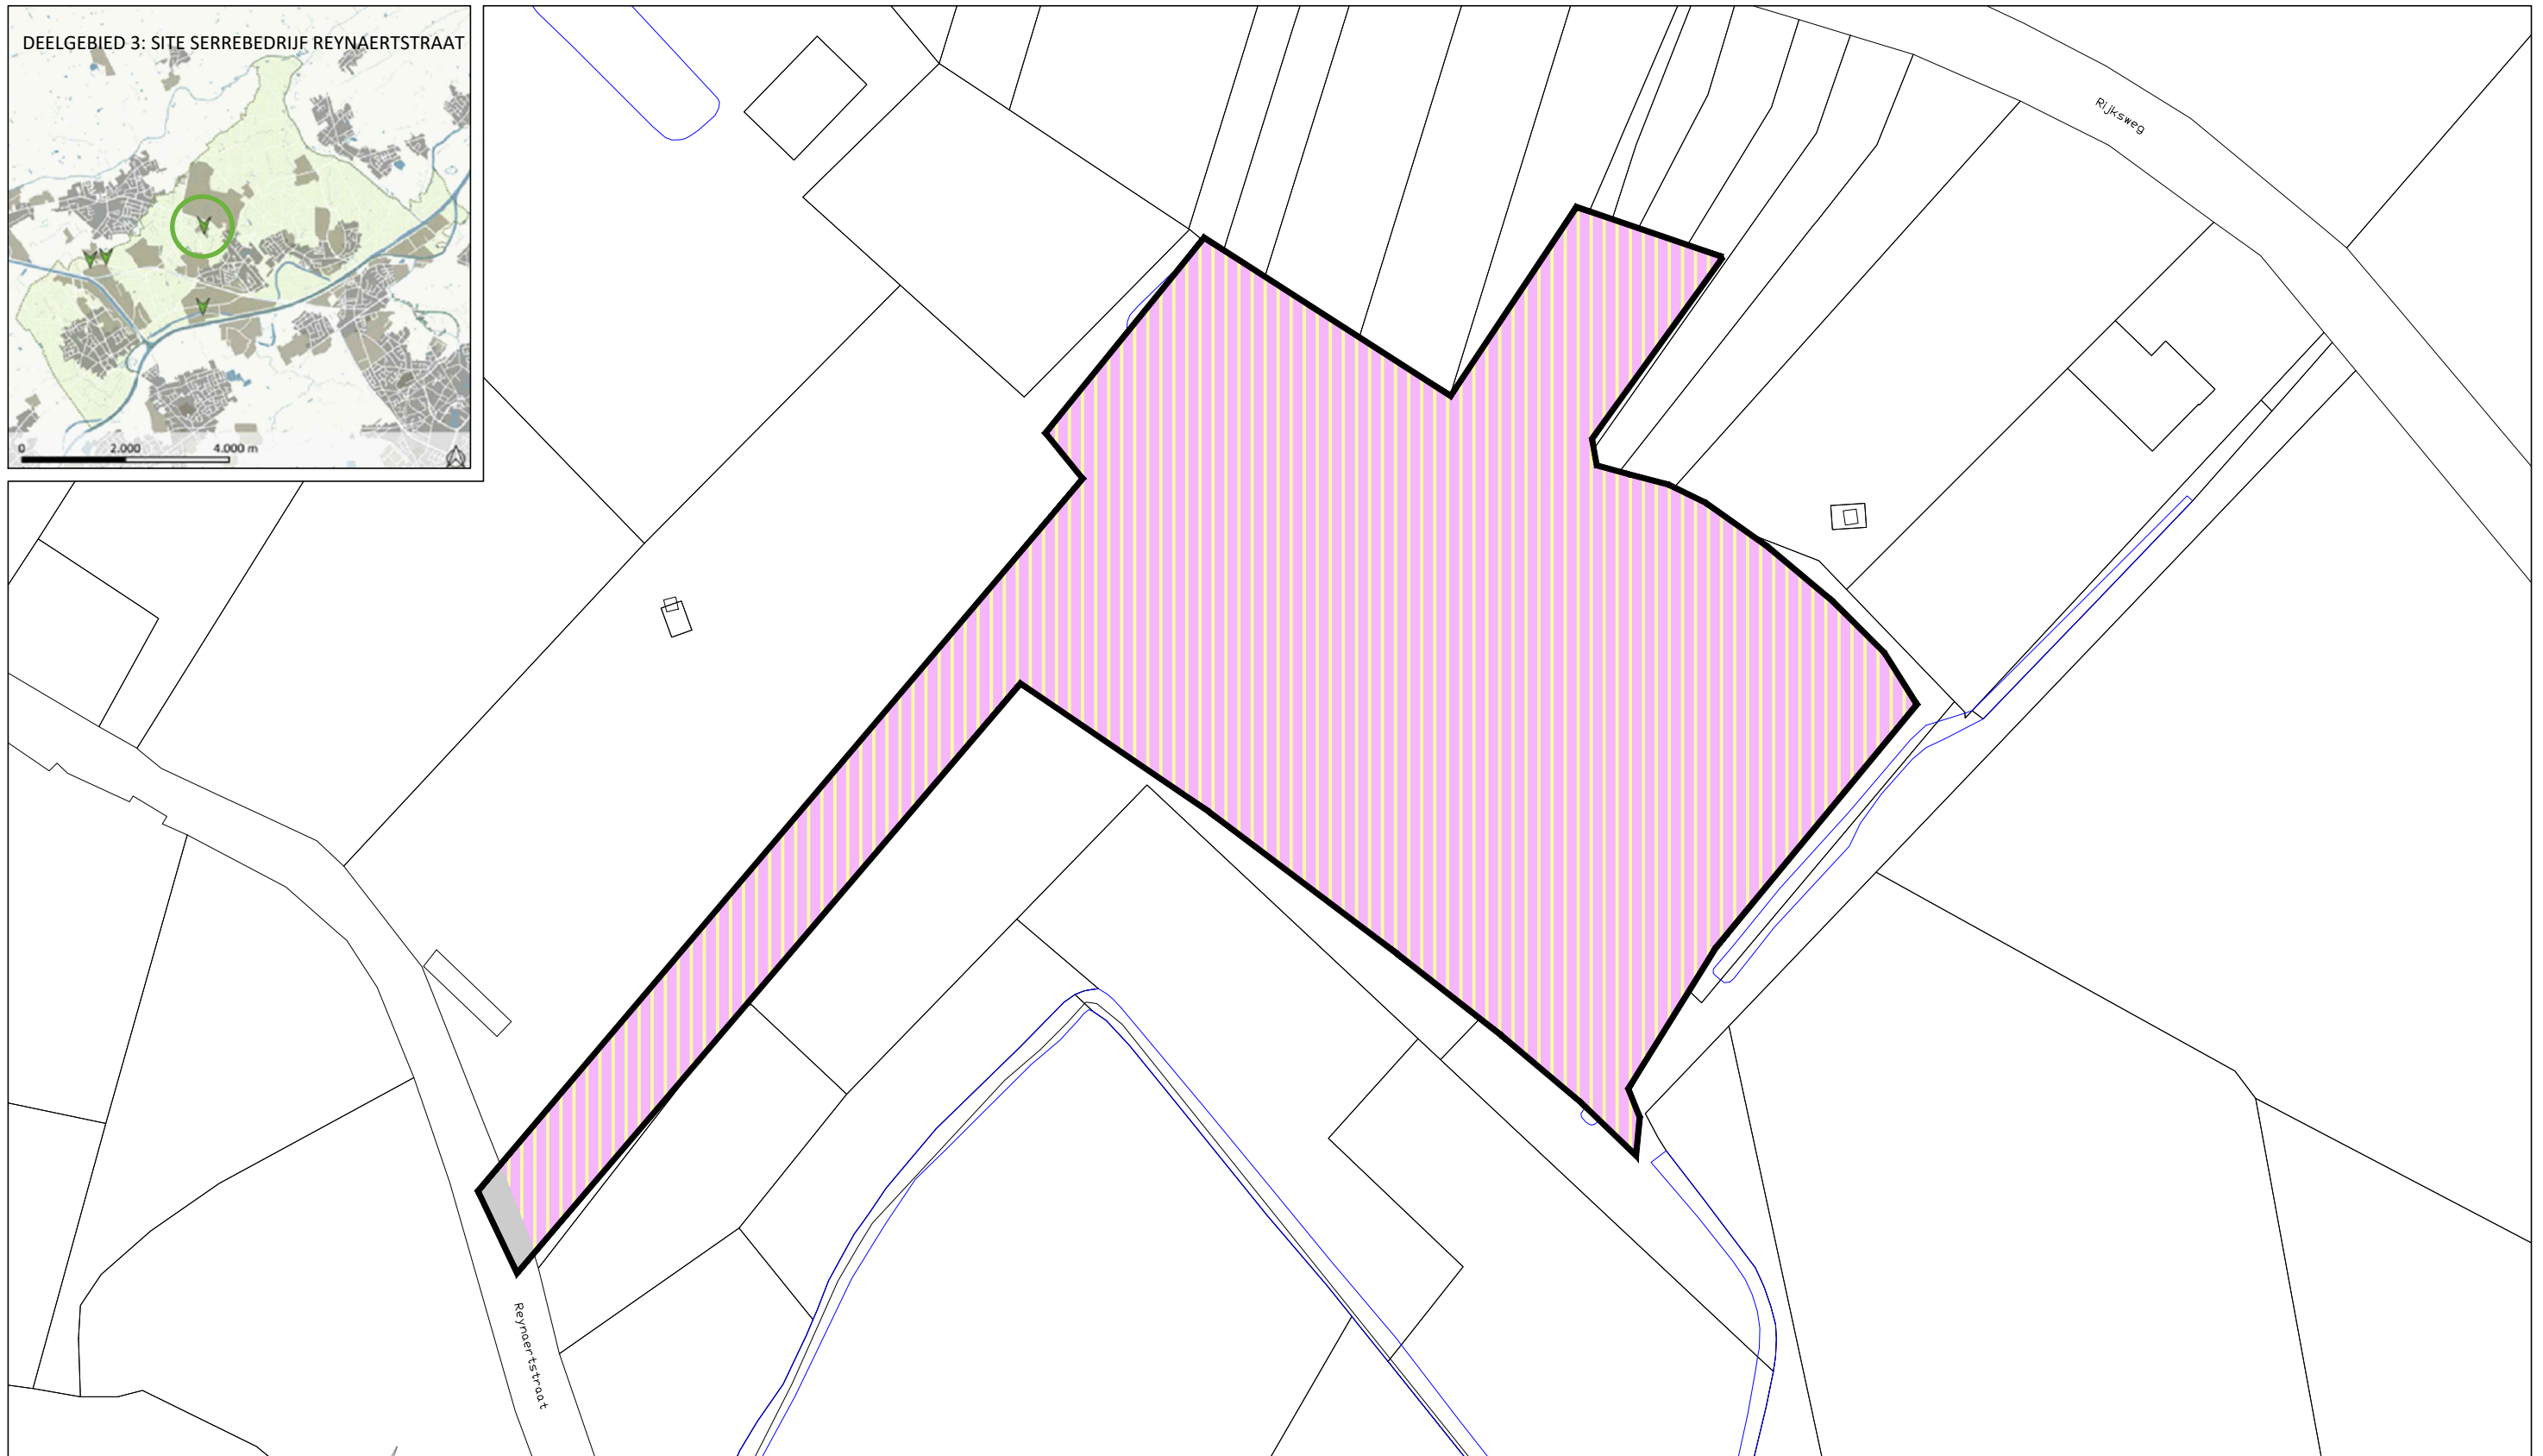 DEELGEBIED 3: SITE SERREBEDRIJF REYNAERTSTRAAT
0 2.000 4.000 m
Rijksweg
Reynaertstraat